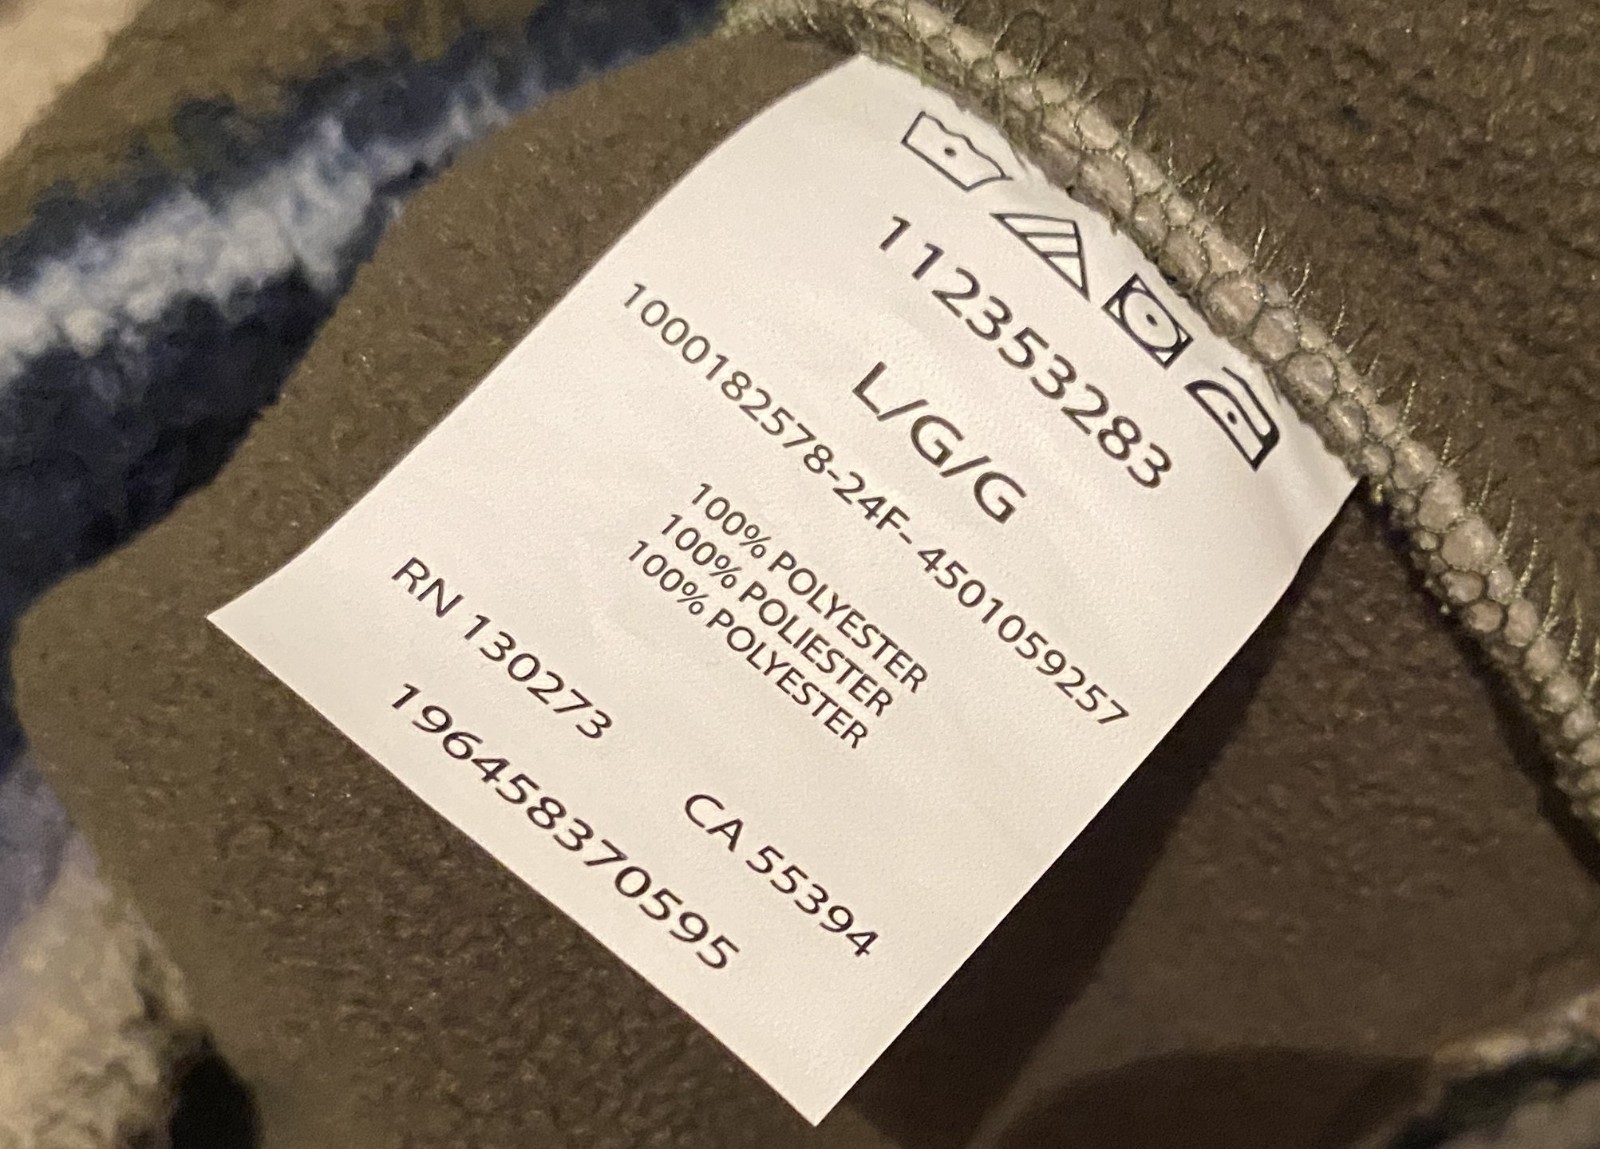 112353283
L/G/G
1000182578-24F- 4501059257
100% POLYESTER
100% POLIESTER
100% POLYESTER
RN 130273 CA 55394
196458370595